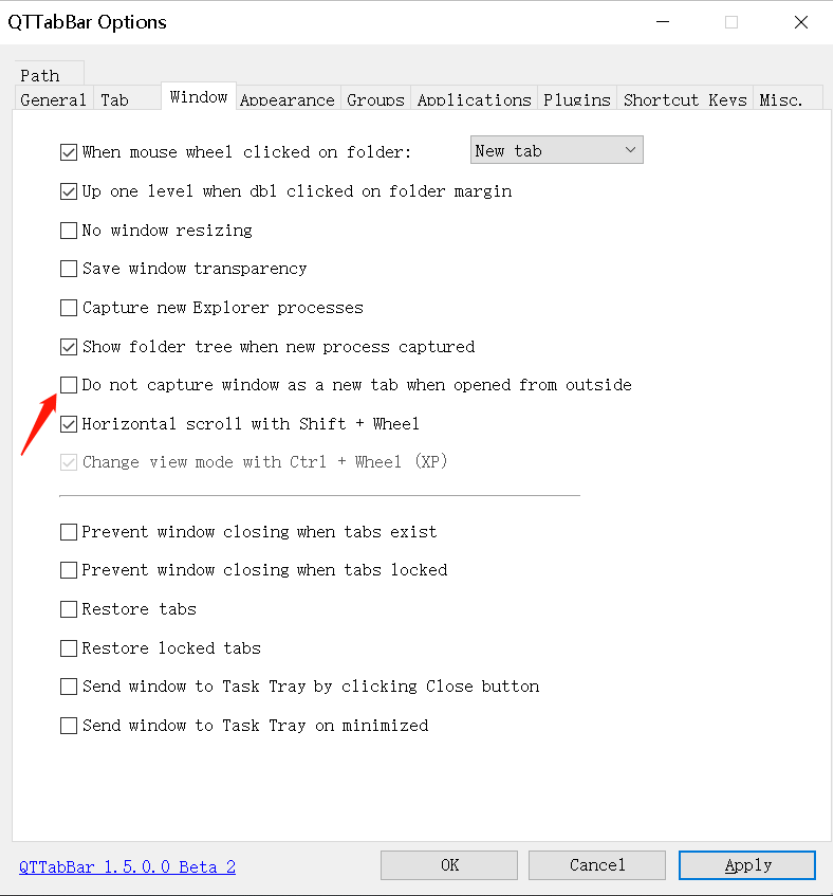 QTTabBar Options
Path
General Tab Window Appearance Groups Applications Plugins Shortcut Keys Misc.
When mouse wheel clicked on folder: New tab
Up one level when dbl clicked on folder margin
No window resizing
Save window transparency
Capture new Explorer processes
Show folder tree when new process captured
Do not capture window as a new tab when opened from outside
Horizontal scroll with Shift + Wheel
Change view mode with Ctrl + Wheel (XP)
Prevent window closing when tabs exist
Prevent window closing when tabs locked
Restore tabs
Restore locked tabs
Send window to Task Tray by clicking Close button
Send window to Task Tray on minimized
QTTabBar 1.5.0.0 Beta 2 OK Cancel Apply